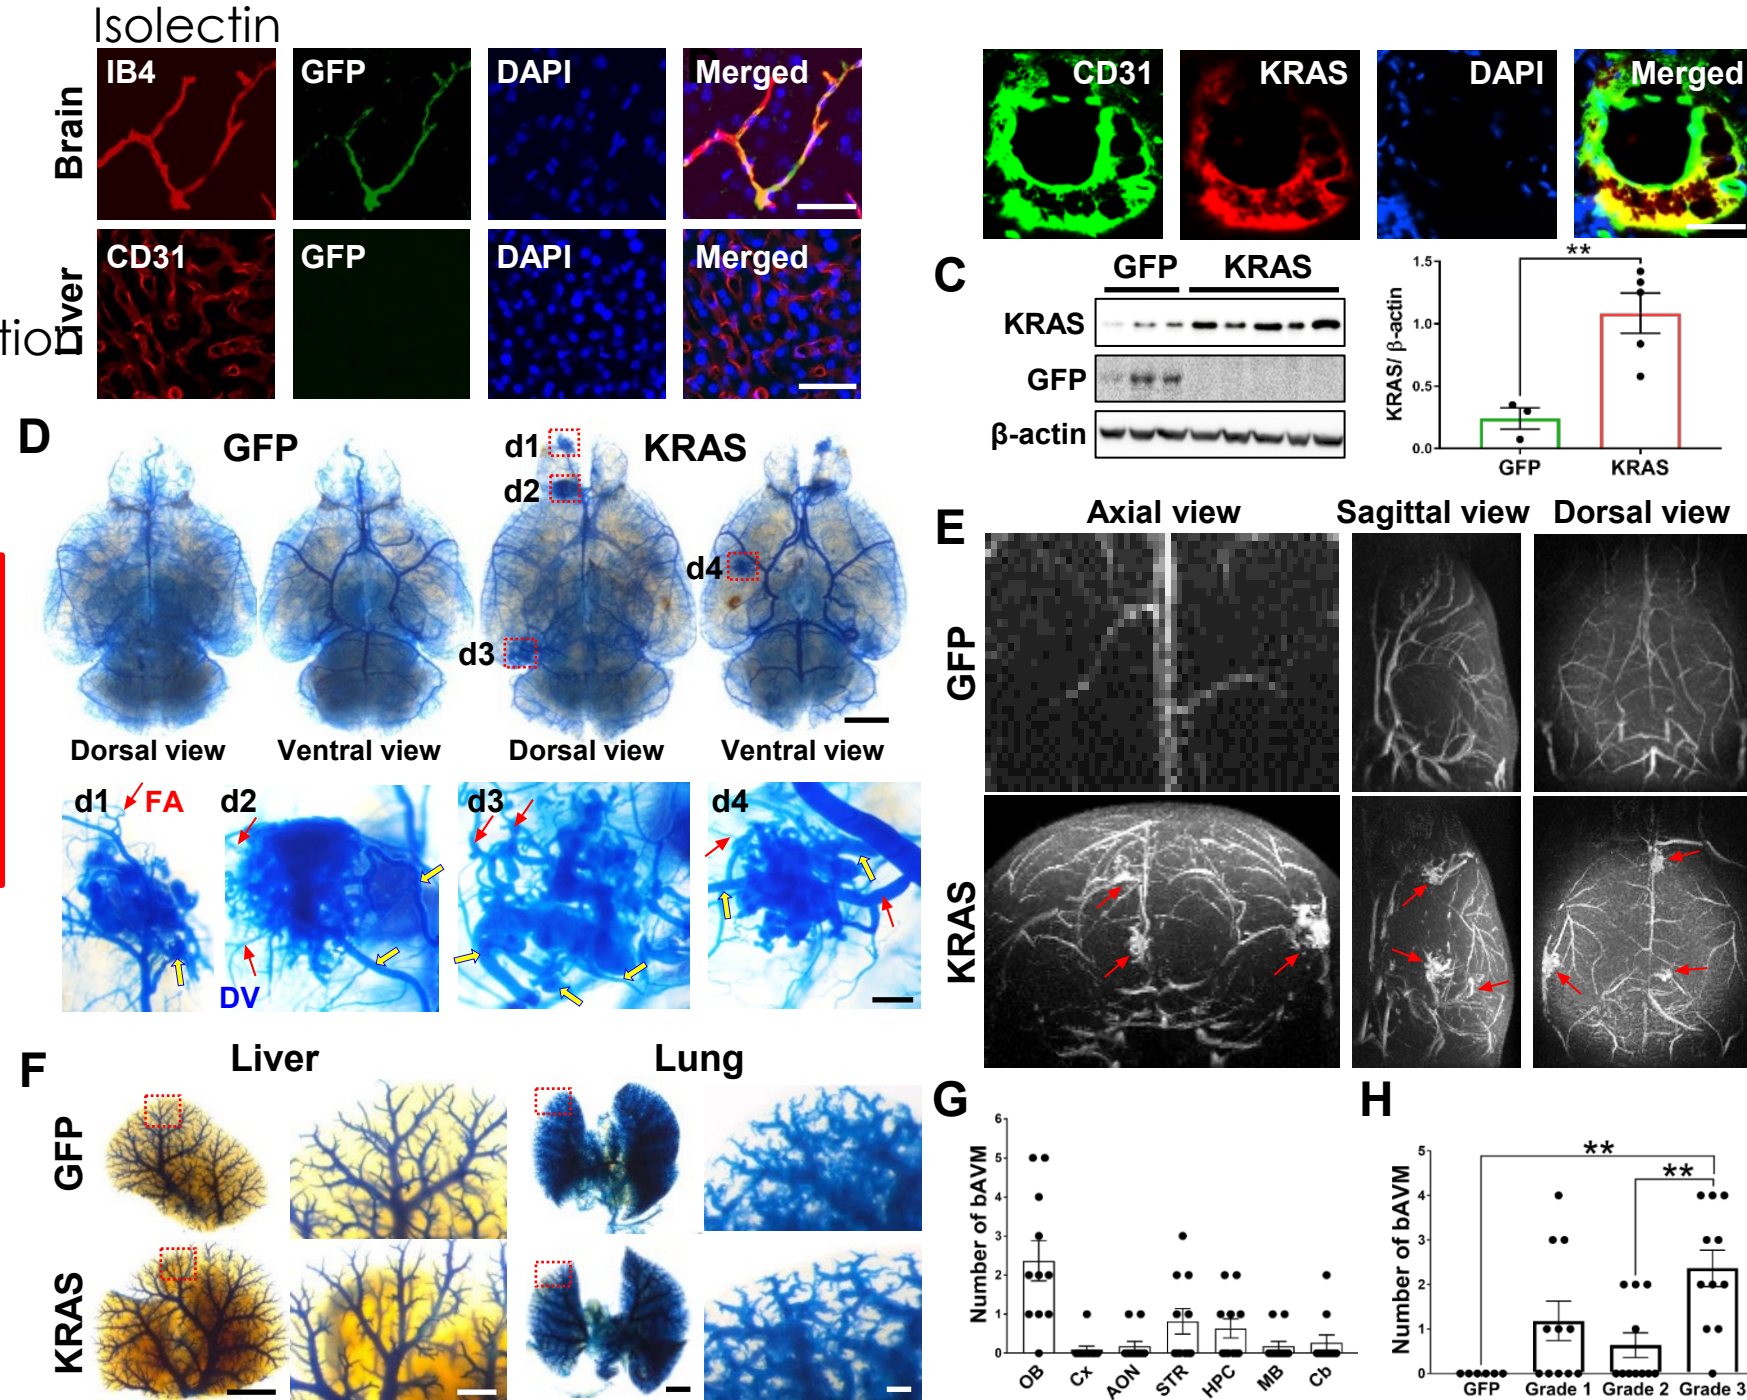 Isolectin
IB4
GFP
DAPI
Merged
Brain
CD31
GFP
DAPI
Merged
Liver
tion
CD31
KRAS
DAPI
Merged
C
GFP
KRAS
KRAS
GFP
β-actin
**
KRAS/ β-actin
1.5
1.0
0.5
0.0
GFP
KRAS
D
GFP
KRAS
d1
d2
d3
d4
Dorsal view
Ventral view
Dorsal view
Ventral view
d1
FA
d2
DV
d3
d4
E
Axial view
Sagittal view
Dorsal view
GFP
KRAS
F
Liver
Lung
GFP
KRAS
G
Number of bAVM
6
5
4
3
2
1
0
OB
Cx
AON
STR
HPC
MB
Cb
H
Number of bAVM
5
4
3
2
1
0
**
**
GFP
Grade 1
Grade 2
Grade 3